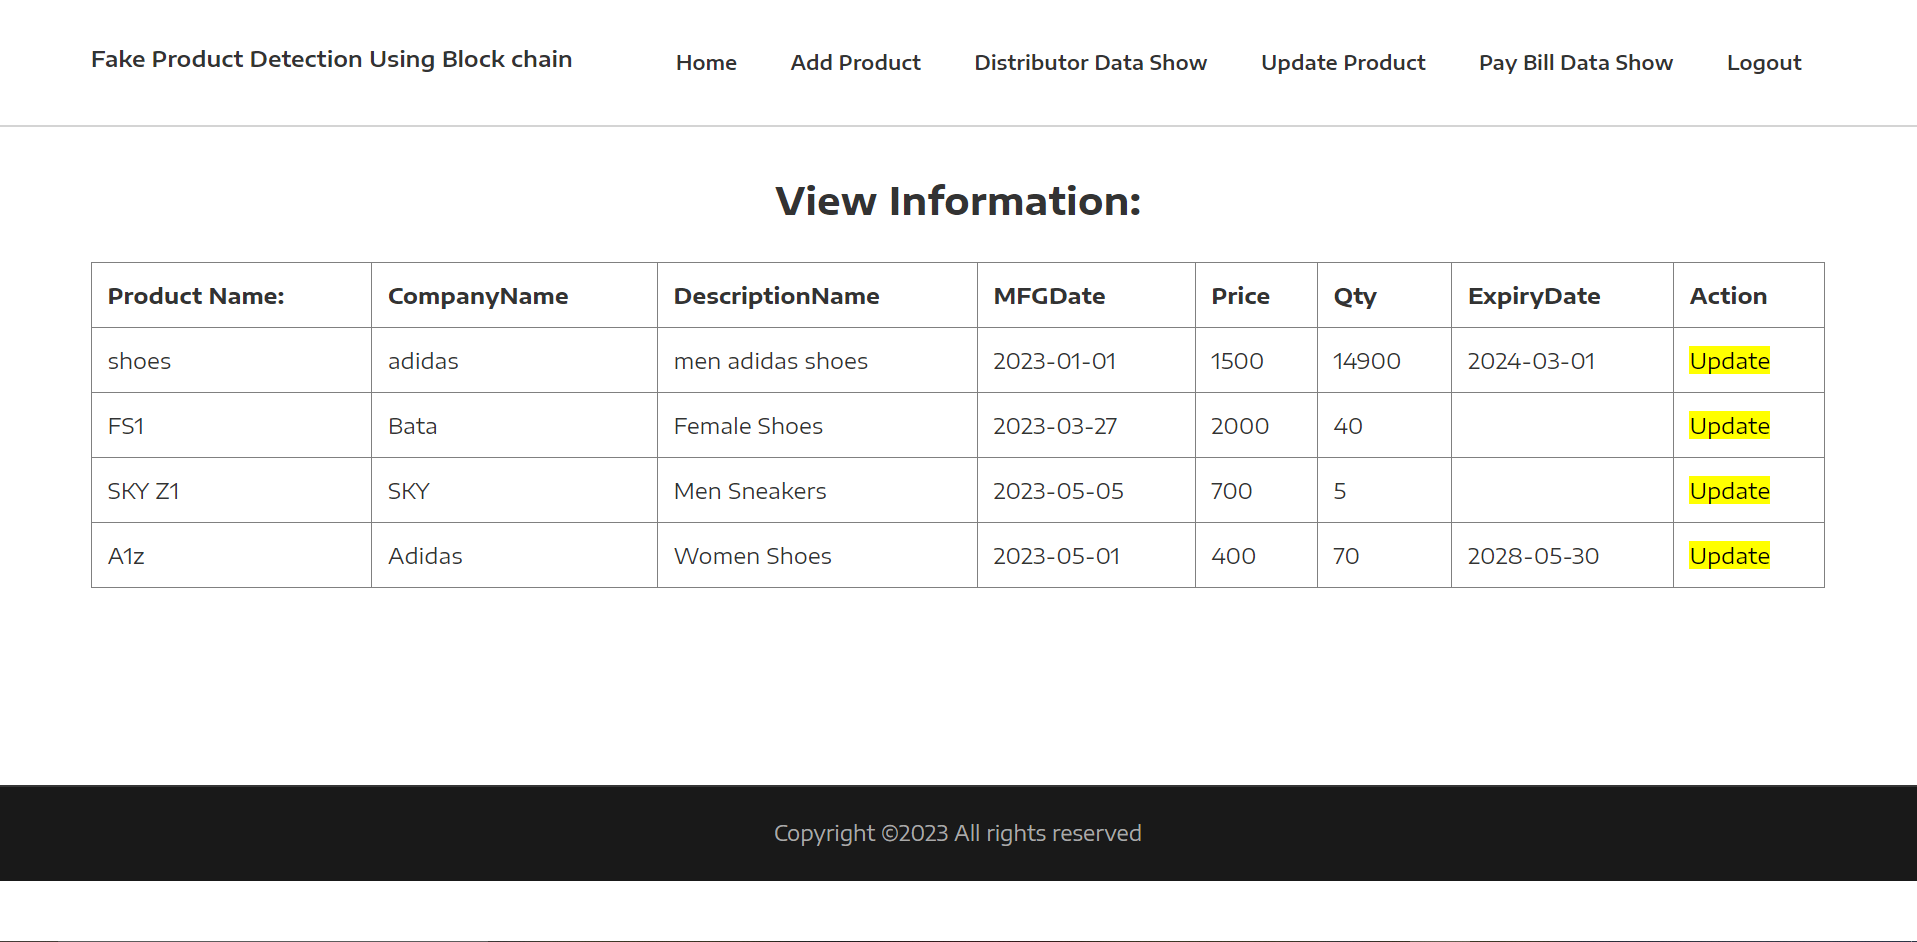 Fake Product Detection Using Block chain Home Add Product Distributor Data Show Update Product Pay Bill Data Show Logout
View Information:
Product Name: CompanyName DescriptionName MFGDate Price Qty ExpiryDate Action
shoes adidas men adidas shoes 2023-01-01 1500 14900 2024-03-01 Update
FS1 Bata Female Shoes 2023-03-27 2000 40 Update
SKY Z1 SKY Men Sneakers 2023-05-05 700 5 Update
A1z Adidas Women Shoes 2023-05-01 400 70 2028-05-30 Update
Copyright ©2023 All rights reserved